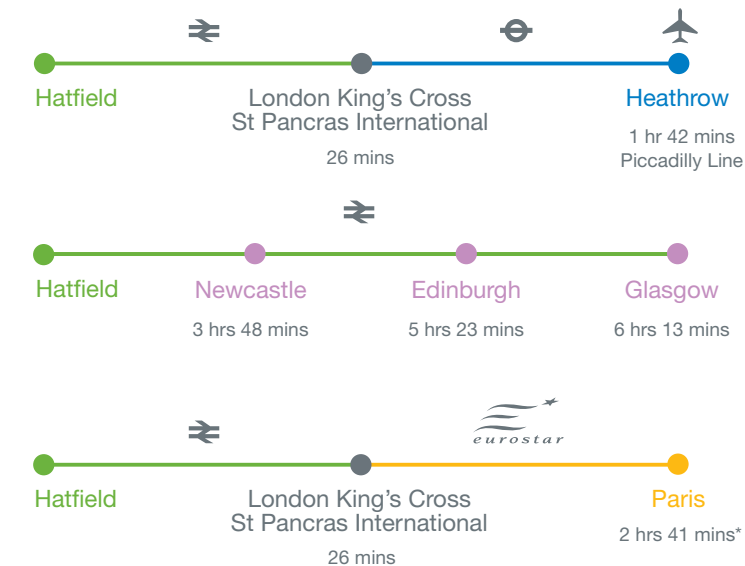 Hatfield
London King's Cross
St Pancras International
26 mins
Heathrow
1 hr 42 mins
Piccadilly Line
Hatfield
Newcastle
3 hrs 48 mins
Edinburgh
5 hrs 23 mins
Glasgow
6 hrs 13 mins
eurostar
Hatfield
London King's Cross
St Pancras International
26 mins
Paris
2 hrs 41 mins*